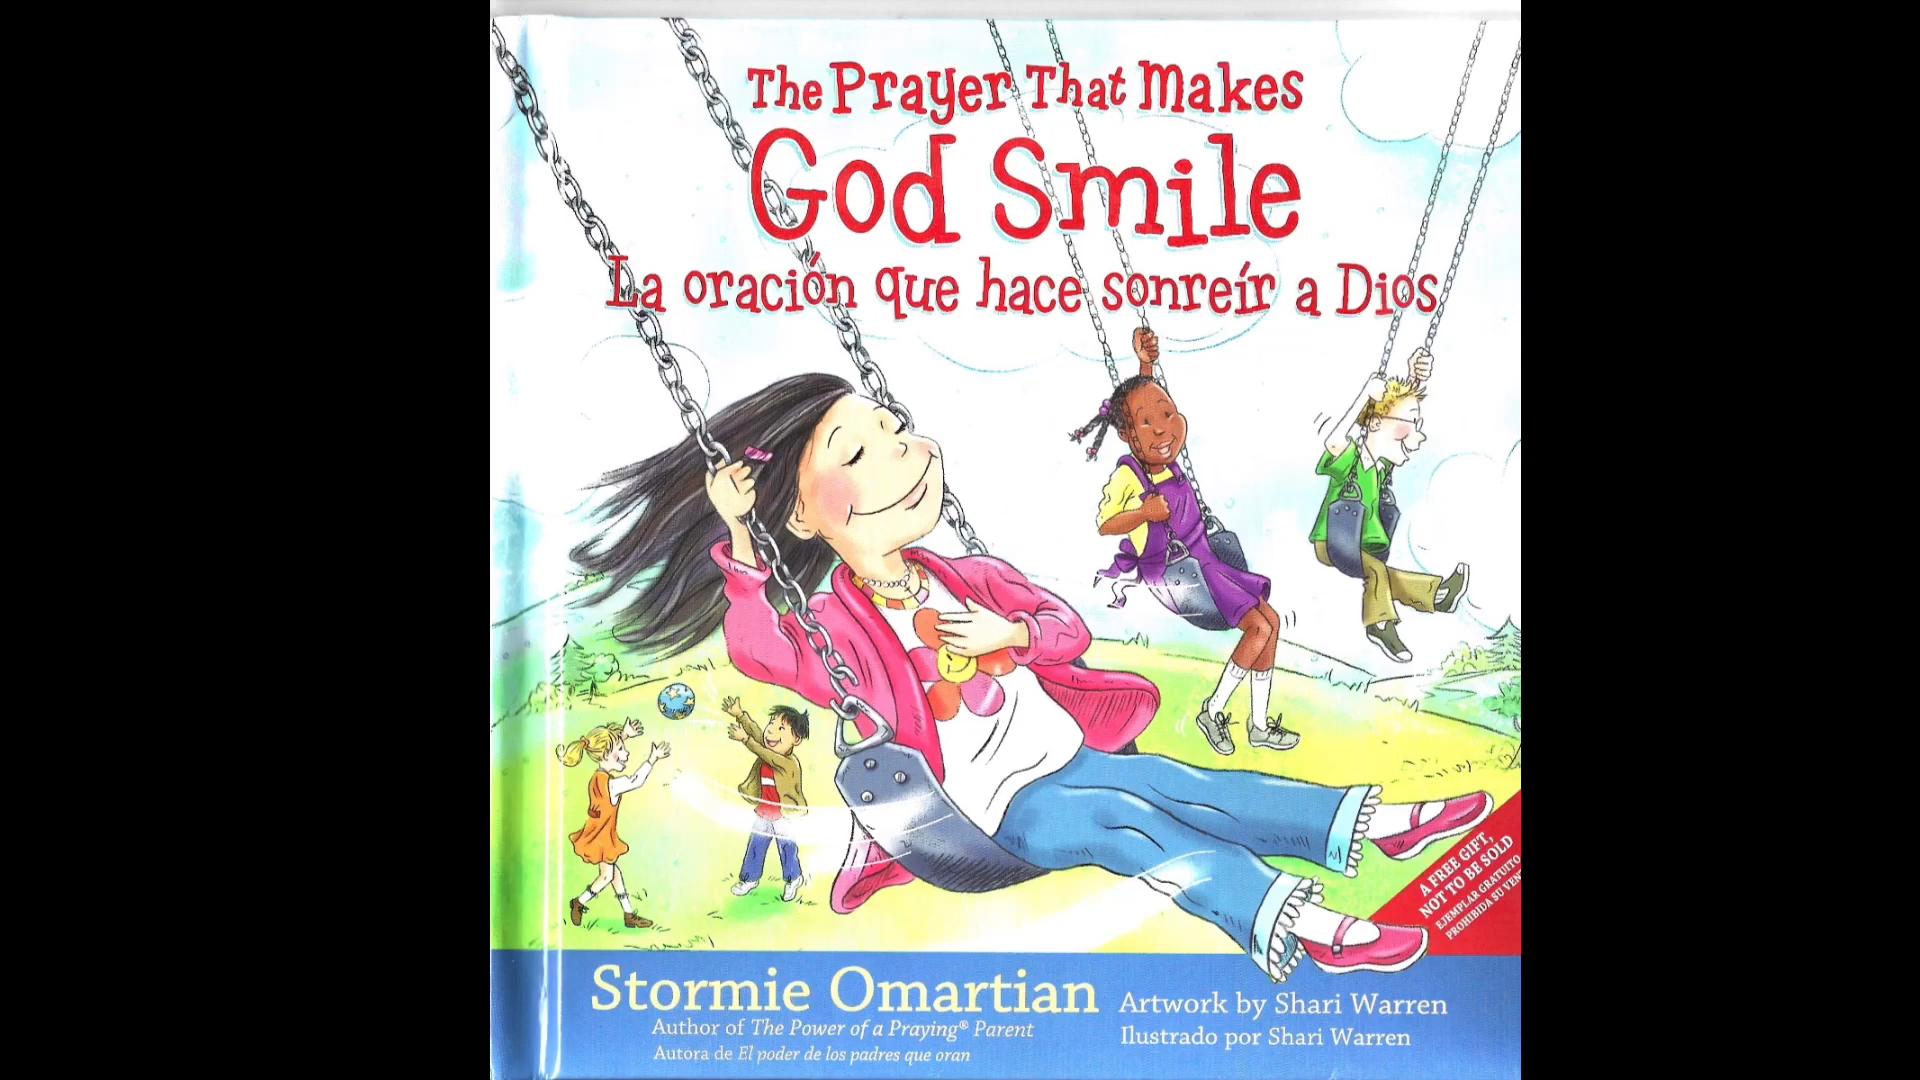 The Prayer That Makes
God Smile
La oración que hace sonreír a Dios
A FREE GIFT,
NOT TO BE SOLD
EJEMPLAR GRATUITO
PROHIBIDA SU
Stormie Omartian
Author of The Power of a Praying® Parent
Autora de El poder de los padres que oran
Artwork by Shari Warren
Ilustrado por Shari Warren